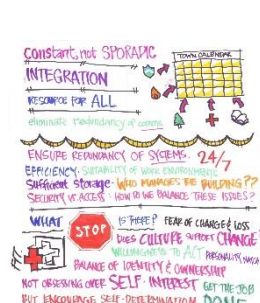 Constant, not SPORADIC
TOWN CALENDAR
INTEGRATION
RESOURCE FOR ALL
eliminate redundancy of
ENSURE REDUNDANCY OF SYSTEMS. 24/7
EFFICIENCY. SUITABILITY OF WORK ENVIRONMENTS
Sufficient storage. WHO MANAGES THE BUILDING??
SECURITY vs. ACCESS. HOW DO WE BALANCE THESE ISSUES?
WHAT STOP IS THERE? FEAR OF CHANGE & LOSS
DOES CULTURE SUPPORT CHANGE
WILLINGNESS TO ACT PERSONALITY
BALANCE OF IDENTITY & OWNERSHIP
NOT OBSESSING OVER SELF-INTEREST GET THE JOB
BUT ENCOURAGE SELF-DETERMINATION DONE